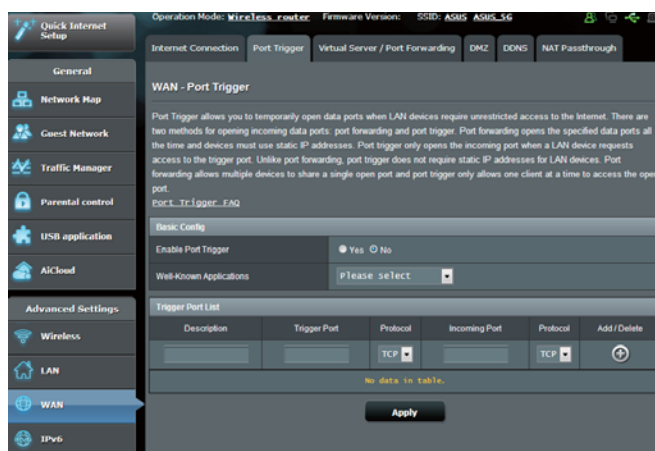 Quick Internet
Setup
Operation Mode: Wireless router Firmware Version: SSID: ASUS ASUS_5G
Internet Connection Port Trigger Virtual Server / Port Forwarding DMZ DDNS NAT Passthrough
General
Network Map
Guest Network
Traffic Manager
Parental control
USB application
AiCloud
Advanced Settings
Wireless
LAN
WAN
IPv6
WAN - Port Trigger
Port Trigger allows you to temporarily open data ports when LAN devices require unrestricted access to the Internet. There are
two methods for opening incoming data ports: port forwarding and port trigger. Port forwarding opens the specified data ports all
the time and devices must use static IP addresses. Port trigger only opens the incoming port when a LAN device requests
access to the trigger port. Unlike port forwarding, port trigger does not require static IP addresses for LAN devices. Port
forwarding allows multiple devices to share a single open port and port trigger only allows one client at a time to access the open
port.
Port Trigger FAQ
Basic Config
Enable Port Trigger Yes No
Well-Known Applications Please select
Trigger Port List
Description Trigger Port Protocol Incoming Port Protocol Add / Delete
TCP TCP
No data in table.
Apply